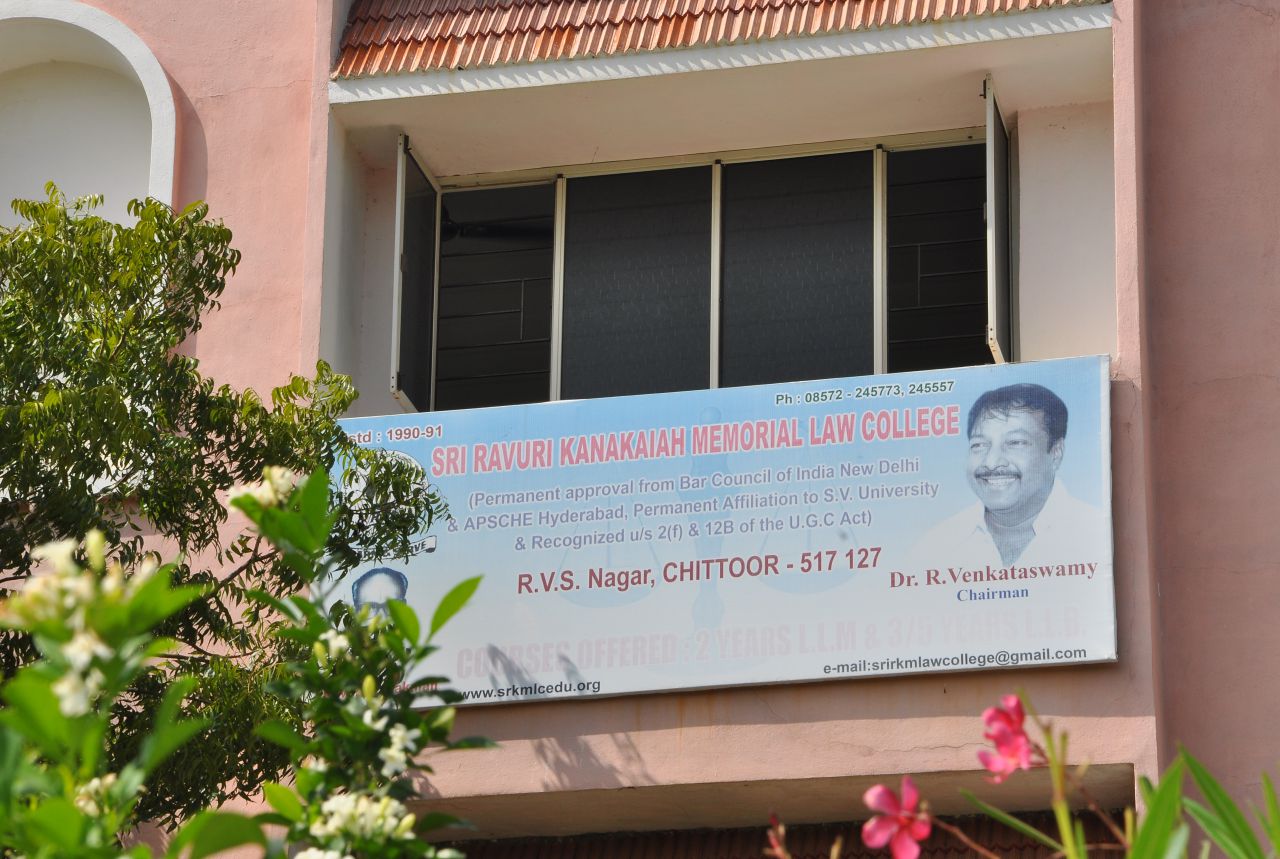 Ph : 08572 - 245773, 245557
std : 1990-91
SRI RAVURI KANAKAIAH MEMORIAL LAW COLLEGE
(Permanent approval from Bar Council of India New Delhi
& APSCHE Hyderabad, Permanent Affiliation to S.V. University
& Recognized u/s 2(f) & 12B of the U.G.C Act)
R.V.S. Nagar, CHITTOOR - 517 127
Dr. R.Venkataswamy
Chairman
COURSES OFFERED : 2 YEARS L.L.M & 3/5 YEARS L.L.B.
www.srkmlcedu.org
e-mail:srirkmlawcollege@gmail.com